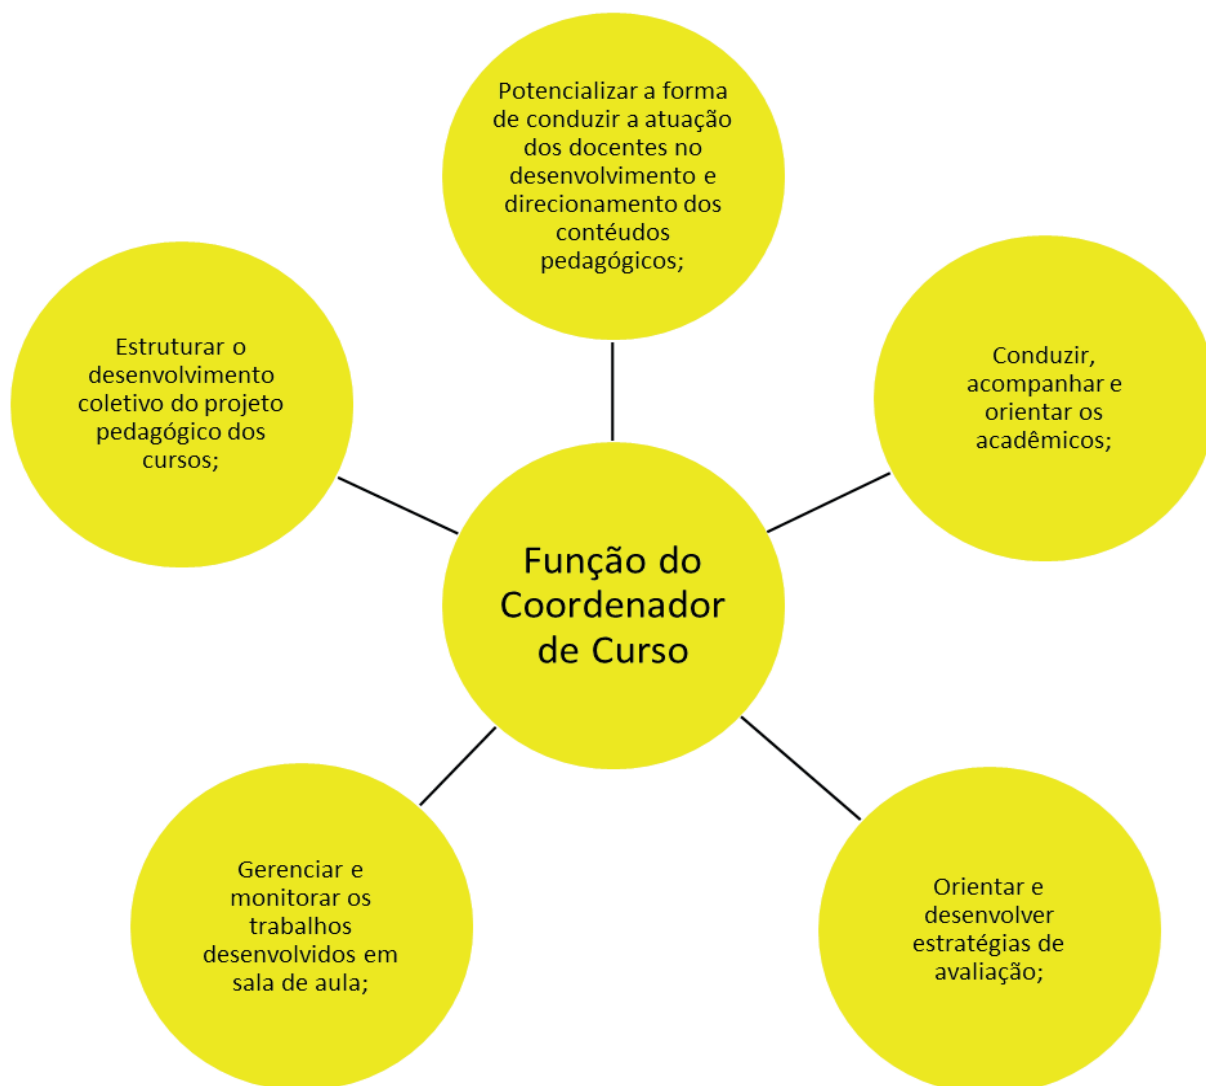 Potencializar a forma
de conduzir a atuação
dos docentes no
desenvolvimento e
direcionamento dos
contéudos
pedagógicos;
Estruturar o
desenvolvimento
coletivo do projeto
pedagógico dos
cursos;
Conduzir,
acompanhar e
orientar os
acadêmicos;
Função do
Coordenador
de Curso
Gerenciar e
monitorar os
trabalhos
desenvolvidos em
sala de aula;
Orientar e
desenvolver
estratégias de
avaliação;